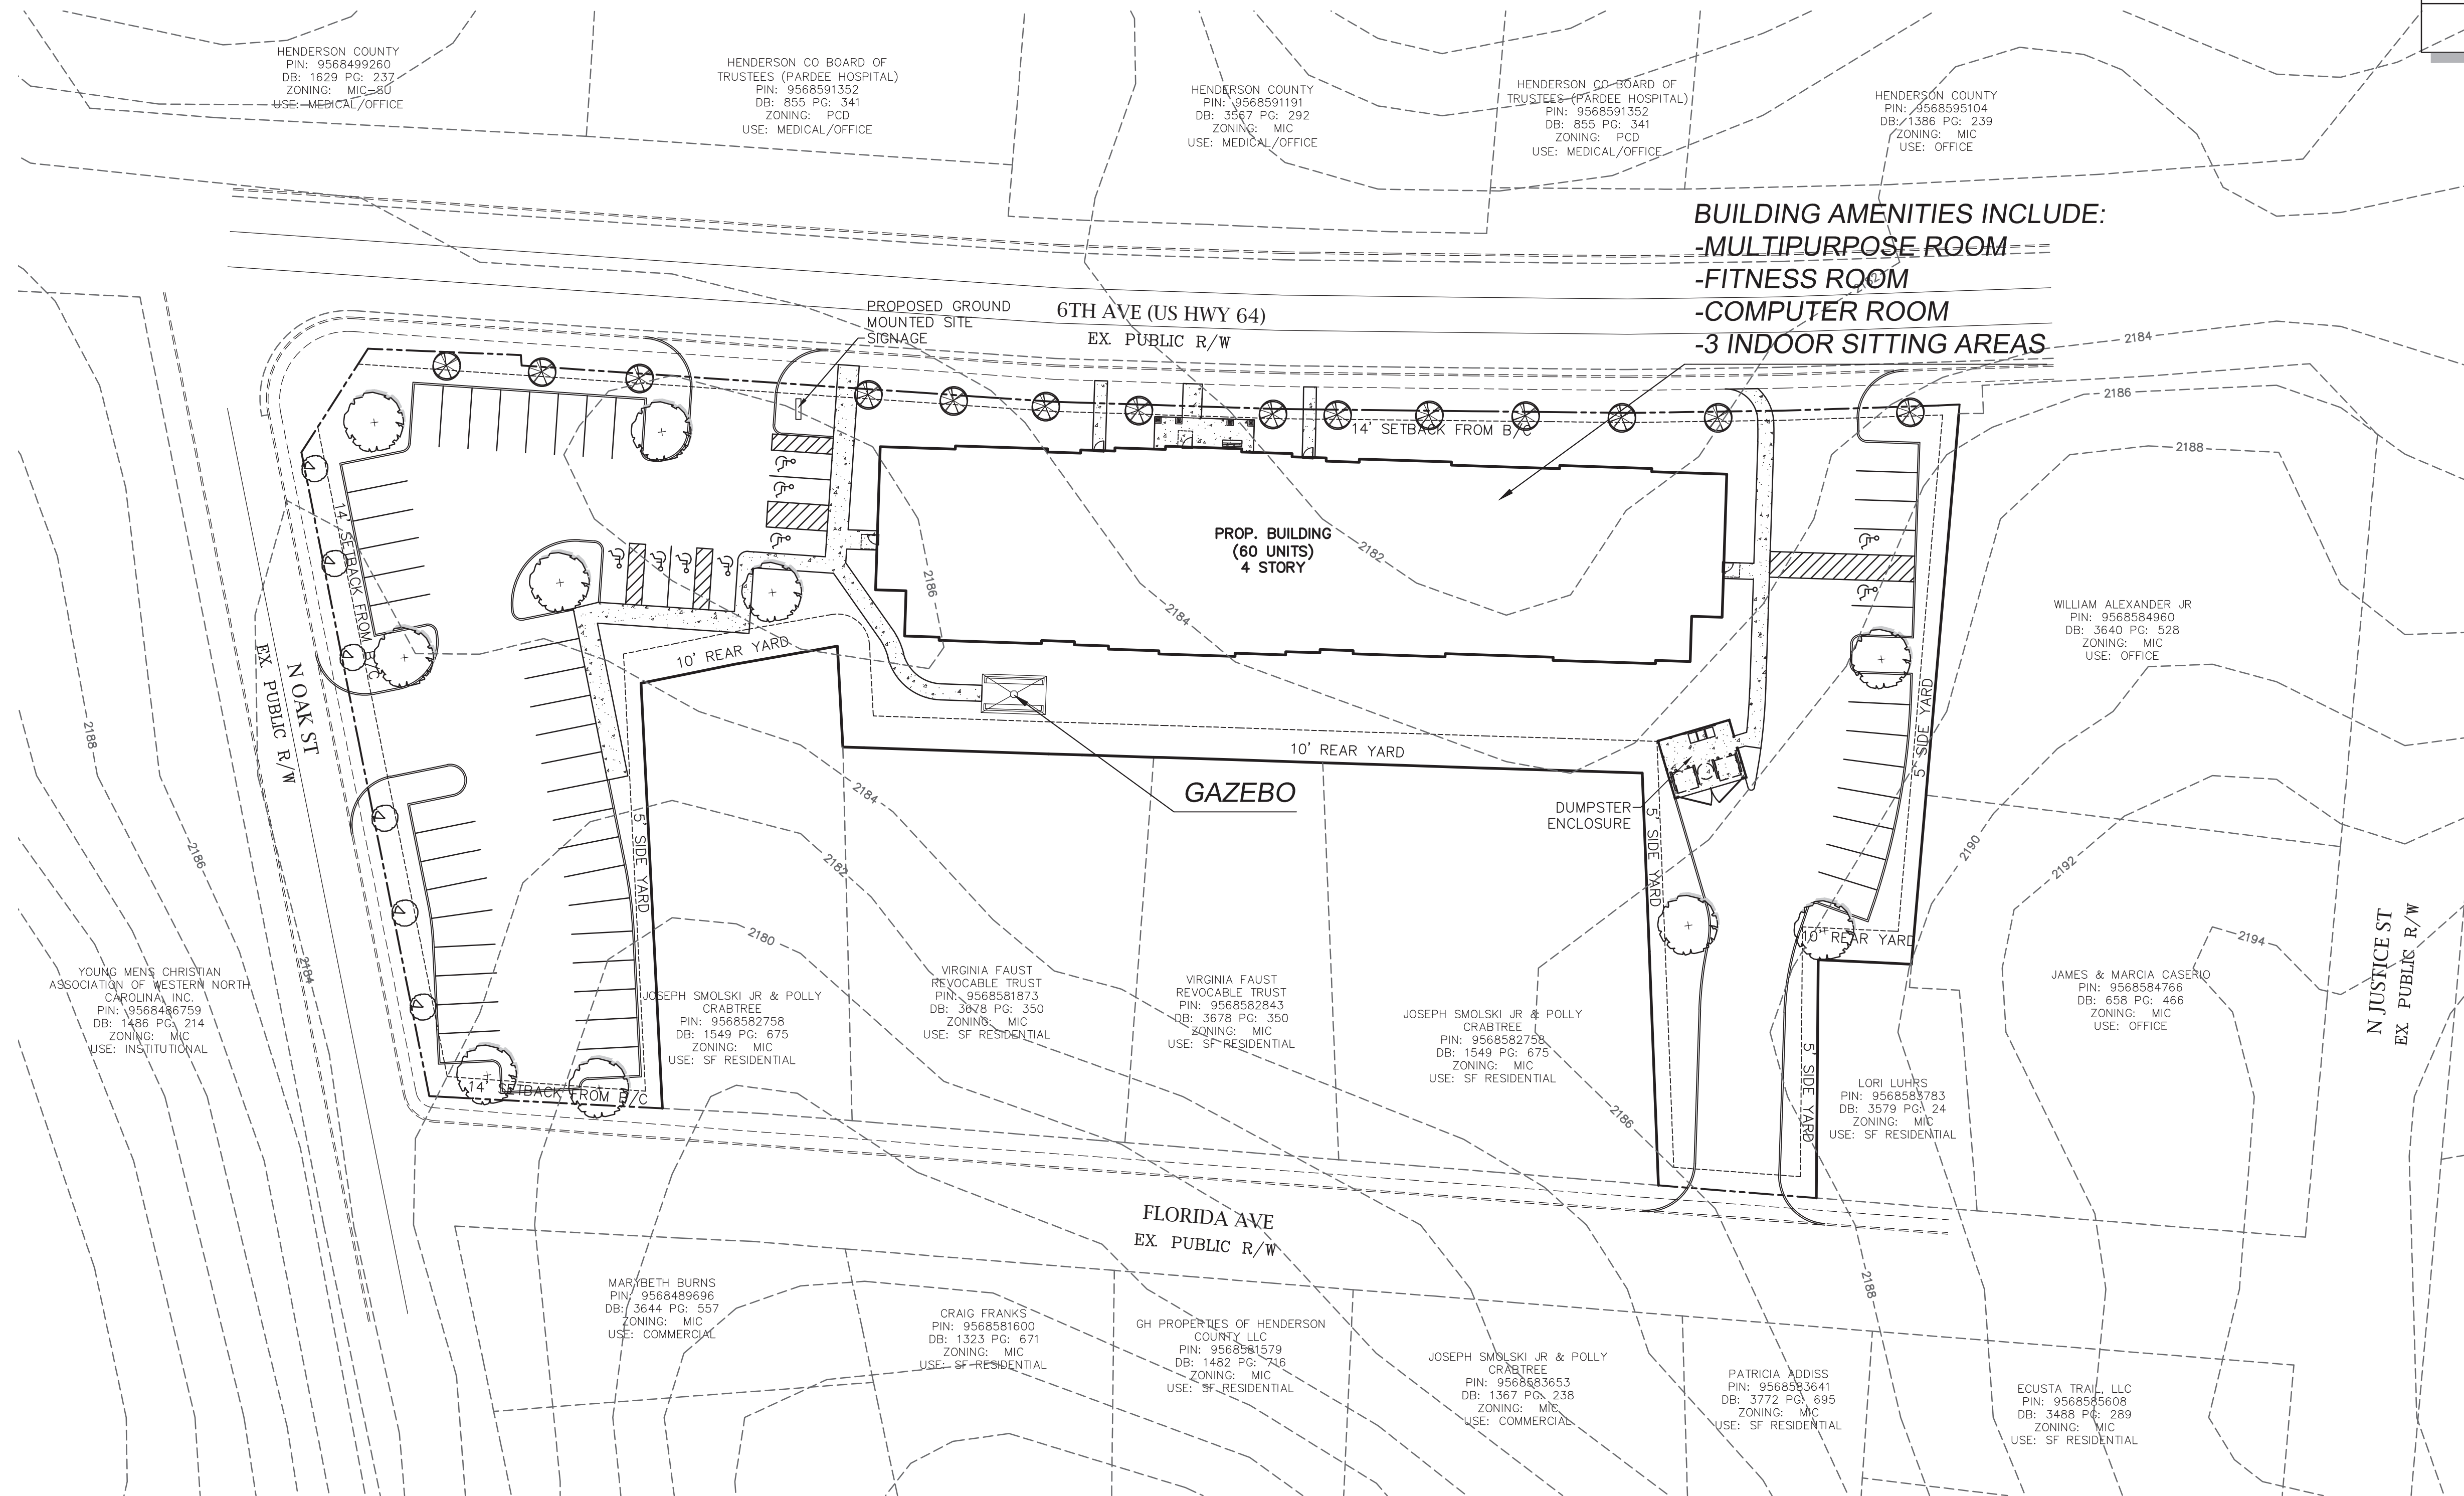 HENDERSON COUNTY
PIN: 9568499260
DB: 1629 PG: 237
ZONING: MIC-SU
USE: MEDICAL/OFFICE
HENDERSON CO BOARD OF
TRUSTEES (PARDEE HOSPITAL)
PIN: 9568591352
DB: 855 PG: 341
ZONING: PCD
USE: MEDICAL/OFFICE
HENDERSON COUNTY
PIN: 9568591191
DB: 3567 PG: 292
ZONING: MIC
USE: MEDICAL/OFFICE
HENDERSON CO BOARD OF
TRUSTEES (PARDEE HOSPITAL)
PIN: 9568591352
DB: 855 PG: 341
ZONING: PCD
USE: MEDICAL/OFFICE
HENDERSON COUNTY
PIN: 9568595104
DB: 1386 PG: 239
ZONING: MIC
USE: OFFICE
BUILDING AMENITIES INCLUDE:
-MULTIPURPOSE ROOM
-FITNESS ROOM
-COMPUTER ROOM
-3 INDOOR SITTING AREAS
2182
PROPOSED GROUND
MOUNTED SITE
SIGNAGE
6TH AVE (US HWY 64)
EX. PUBLIC R/W
2184
2186
2188
14' SETBACK FROM B/C
14' SETBACK FROM B/C
PROP. BUILDING
(60 UNITS)
4 STORY
2182
2186
2184
WILLIAM ALEXANDER JR
PIN: 9568584960
DB: 3640 PG: 528
ZONING: MIC
USE: OFFICE
N OAK ST
EX. PUBLIC R/W
10' REAR YARD
10' REAR YARD
GAZEBO
DUMPSTER
ENCLOSURE
5' SIDE YARD
5' SIDE YARD
5' SIDE YARD
2188
2186
2184
2184
2182
2180
2190
2192
2194
10' REAR YARD
N JUSTICE ST
EX. PUBLIC R/W
YOUNG MENS CHRISTIAN
ASSOCIATION OF WESTERN NORTH
CAROLINA, INC.
PIN: 9568486759
DB: 1486 PG: 214
ZONING: MIC
USE: INSTITUTIONAL
JOSEPH SMOLSKI JR & POLLY
CRABTREE
PIN: 9568582758
DB: 1549 PG: 675
ZONING: MIC
USE: SF RESIDENTIAL
VIRGINIA FAUST
REVOCABLE TRUST
PIN: 9568581873
DB: 3678 PG: 350
ZONING: MIC
USE: SF RESIDENTIAL
VIRGINIA FAUST
REVOCABLE TRUST
PIN: 9568582843
DB: 3678 PG: 350
ZONING: MIC
USE: SF RESIDENTIAL
JOSEPH SMOLSKI JR & POLLY
CRABTREE
PIN: 9568582758
DB: 1549 PG: 675
ZONING: MIC
USE: SF RESIDENTIAL
JAMES & MARCIA CASERIO
PIN: 9568584766
DB: 658 PG: 466
ZONING: MIC
USE: OFFICE
14' SETBACK FROM B/C
5' SIDE YARD
LORI LUHRS
PIN: 9568583783
DB: 3579 PG: 24
ZONING: MIC
USE: SF RESIDENTIAL
2186
2188
FLORIDA AVE
EX. PUBLIC R/W
MARYBETH BURNS
PIN: 9568489696
DB: 3644 PG: 557
ZONING: MIC
USE: COMMERCIAL
CRAIG FRANKS
PIN: 9568581600
DB: 1323 PG: 671
ZONING: MIC
USE: SF RESIDENTIAL
GH PROPERTIES OF HENDERSON
COUNTY LLC
PIN: 9568581579
DB: 1482 PG: 716
ZONING: MIC
USE: SF RESIDENTIAL
JOSEPH SMOLSKI JR & POLLY
CRABTREE
PIN: 9568583653
DB: 1367 PG: 238
ZONING: MIC
USE: COMMERCIAL
PATRICIA ADDISS
PIN: 9568583641
DB: 3772 PG: 695
ZONING: MIC
USE: SF RESIDENTIAL
ECUSTA TRAIL, LLC
PIN: 9568585608
DB: 3488 PG: 289
ZONING: MIC
USE: SF RESIDENTIAL